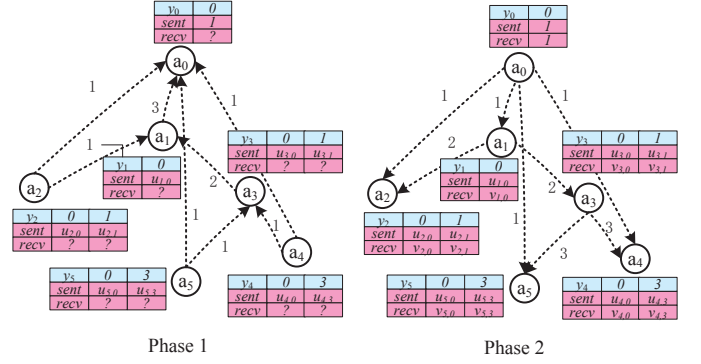 y0 0
sent 1
recv ?
a0
1
3
1
1
a1
y1 0
sent u1.0
recv ?
y3 0 1
sent u3.0 u3.1
recv ? ?
a2
2
a3
y2 0 1
sent u2.0 u2.1
recv ? ?
1
1
1
a5
a4
y5 0 3
sent u5.0 u5.3
recv ? ?
y4 0 3
sent u4.0 u4.3
recv ? ?
Phase 1
y0 0
sent 1
recv 1
a0
1
1
1
2
a1
y1 0
sent u1.0
recv v1.0
y3 0 1
sent u3.0 u3.1
recv v3.0 v3.1
a2
2
a3
y2 0 1
sent u2.0 u2.1
recv v2.0 v2.1
1
3
3
a5
a4
y5 0 3
sent u5.0 u5.3
recv v5.0 v5.3
y4 0 3
sent u4.0 u4.3
recv v4.0 v4.3
Phase 2